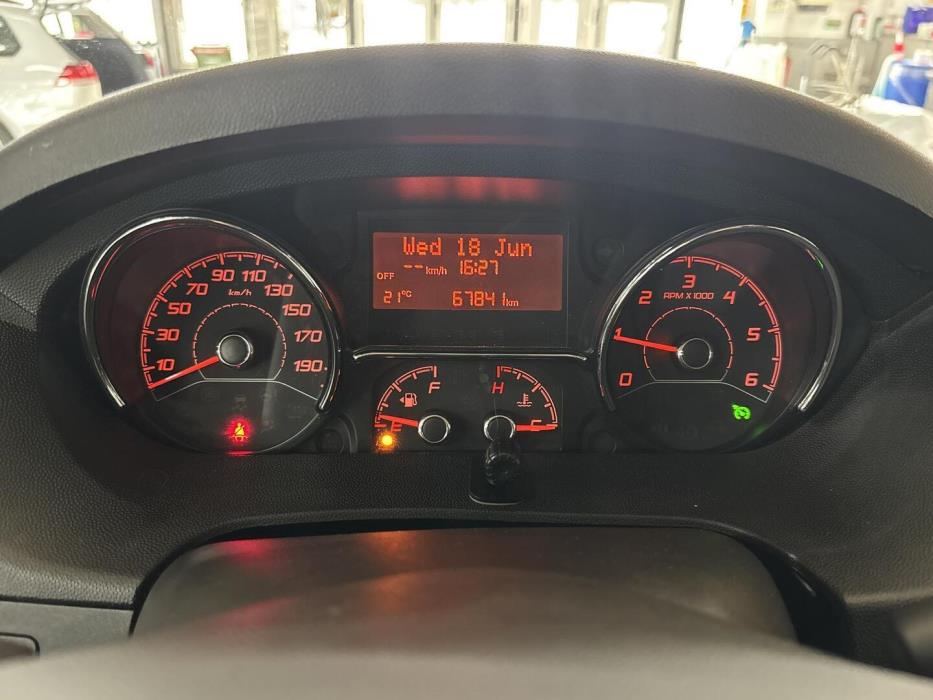 Wed 18 Jun
-- km/h 16:27
OFF
21°C 67841km
10 30 50 70 90 110 130 150 170 190
km/h
F
E
H
C
0 1 2 3 4 5 6
RPM X 1000